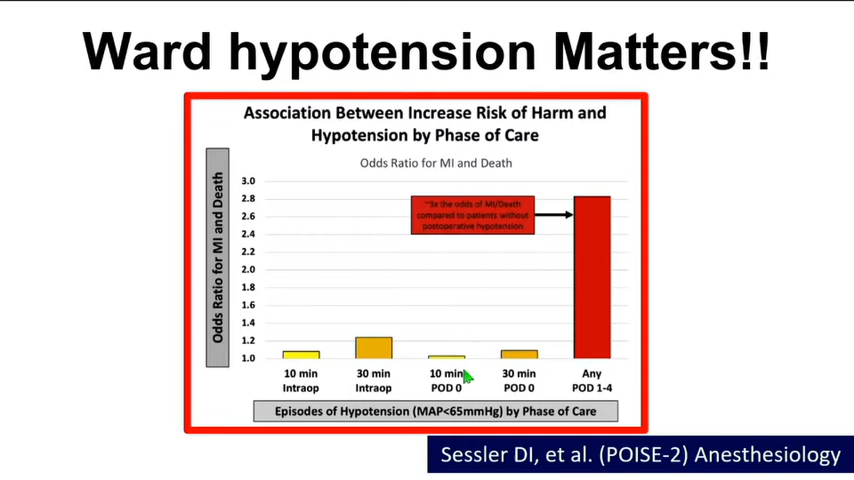 Ward hypotension Matters!!
Association Between Increase Risk of Harm and
Hypotension by Phase of Care
Odds Ratio for MI and Death
Odds Ratio for MI and Death
3.0
2.8
2.6
2.4
2.2
2.0
1.8
1.6
1.4
1.2
1.0
~3x the odds of MI/Death
compared to patients without
postoperative hypotension
10 min
Intraop
30 min
Intraop
10 min
POD 0
30 min
POD 0
Any
POD 1-4
Episodes of Hypotension (MAP<65mmHg) by Phase of Care
Sessler DI, et al. (POISE-2) Anesthesiology